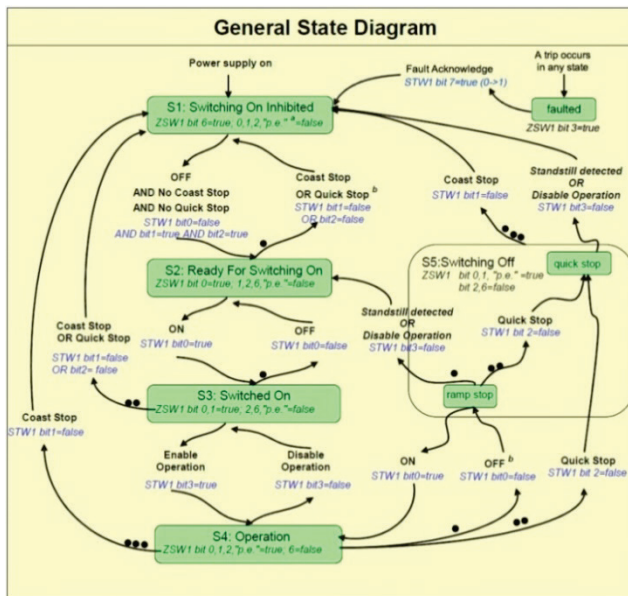 General State Diagram
Power supply on
Fault Acknowledge
STW1 bit 7=true (0->1)
A trip occurs
in any state
S1: Switching On Inhibited
ZSW1 bit 6=true; 0,1,2,"p.e." a=false
faulted
ZSW1 bit 3=true
OFF
AND No Coast Stop
AND No Quick Stop
STW1 bit0=false
AND bit1=true AND bit2=true
Coast Stop
OR Quick Stop b
STW1 bit1=false
OR bit2=false
Coast Stop
STW1 bit1=false
Standstill detected
OR
Disable Operation
STW1 bit3=false
S2: Ready For Switching On
ZSW1 bit 0=true; 1,2,6,"p.e."=false
S5:Switching Off
ZSW1 bit 0,1, "p.e."=true
bit 2,6=false
quick stop
ON
STW1 bit0=true
OFF
STW1 bit0=false
Standstill detected
OR
Disable Operation
STW1 bit3=false
Quick Stop
STW1 bit 2=false
Coast Stop
OR Quick Stop
STW1 bit1=false
OR bit2= false
S3: Switched On
ZSW1 bit 0,1=true; 2,6,"p.e."=false
ramp stop
Coast Stop
STW1 bit1=false
Enable
Operation
STW1 bit3=true
Disable
Operation
STW1 bit3=false
ON
STW1 bit0=true
OFF b
STW1 bit0=false
Quick Stop
STW1 bit 2=false
S4: Operation
ZSW1 bit 0,1,2,"p.e."=true; 6=false